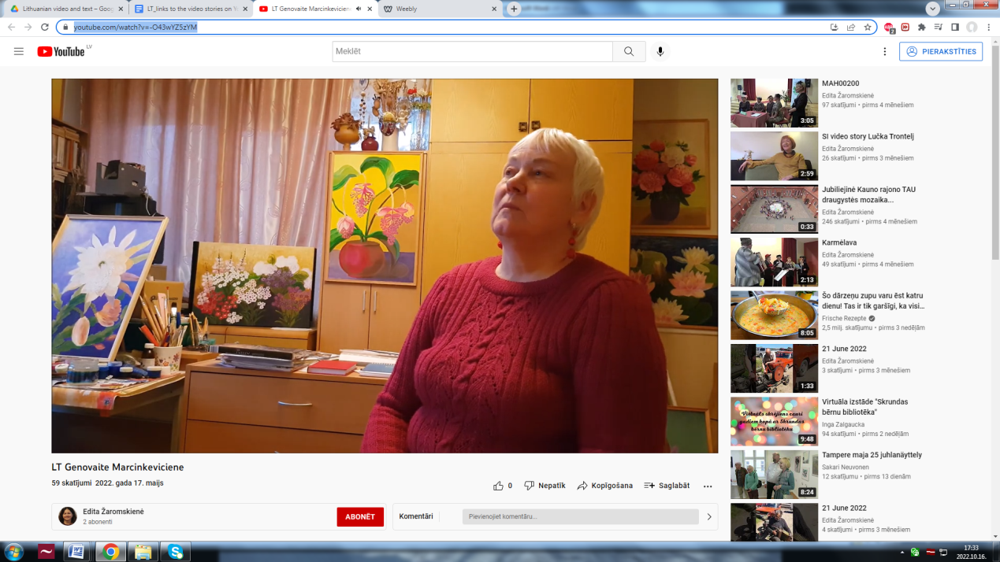 Lithuanian video and text – Goog
LT_links to the video stories on Yo
LT Genovaite Marcinkeviciene
Weebly
youtube.com/watch?v=-O43wYZ5zYM
2
YouTube LV
Meklēt
PIERAKSTĪTIES
LT Genovaite Marcinkeviciene
59 skatījumi 2022. gada 17. maijs
0
Nepatīk
Kopīgošana
Saglabāt
Edita Žaromskienė
2 abonenti
ABONĒT
Komentāri
Pievienojiet komentāru...
3:05
MAH00200
Edita Žaromskienė
97 skatījumi • pirms 4 mēnešiem
2:59
SI video story Lučka Trontelj
Edita Žaromskienė
26 skatījumi • pirms 3 mēnešiem
0:33
Jubiliejinė Kauno rajono TAU
draugystės mozaika...
Edita Žaromskienė
246 skatījumi • pirms 4 mēnešiem
2:13
Karmėlava
Edita Žaromskienė
49 skatījumi • pirms 4 mēnešiem
8:05
Šo dārzeņu zupu varu ēst katru
dienu! Tas ir tik garšīgi, ka visi...
Frische Rezepte
2,5 milj. skatījumu • pirms 3 nedēļām
1:33
21 June 2022
Edita Žaromskienė
3 skatījumi • pirms 3 mēnešiem
Virtuāls skrējiens cauri
gadiem kopā ar Skrundas
bērnu bibliotēku
9:48
Virtuāla izstāde "Skrundas
bērnu bibliotēka"
Inga Zalgaucka
94 skatījumi • pirms 2 nedēļām
8:24
Tampere maja 25 juhlanäyttely
Sakari Neuvonen
12 skatījumu • pirms 13 dienām
21 June 2022
Edita Žaromskienė
4 skatījumi • pirms 3 mēnešiem
17:33
2022.10.16.